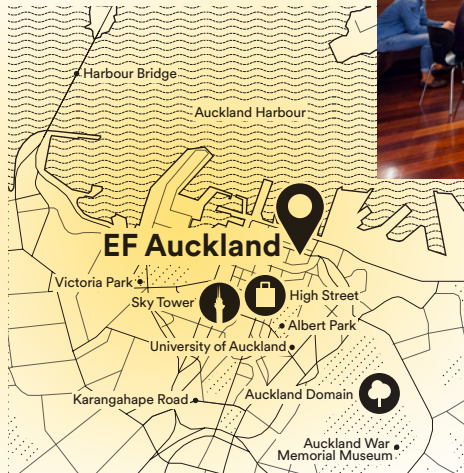 Harbour Bridge
Auckland Harbour
EF Auckland
Victoria Park
Sky Tower
High Street
Albert Park
University of Auckland
Karangahape Road
Auckland Domain
Auckland War
Memorial Museum